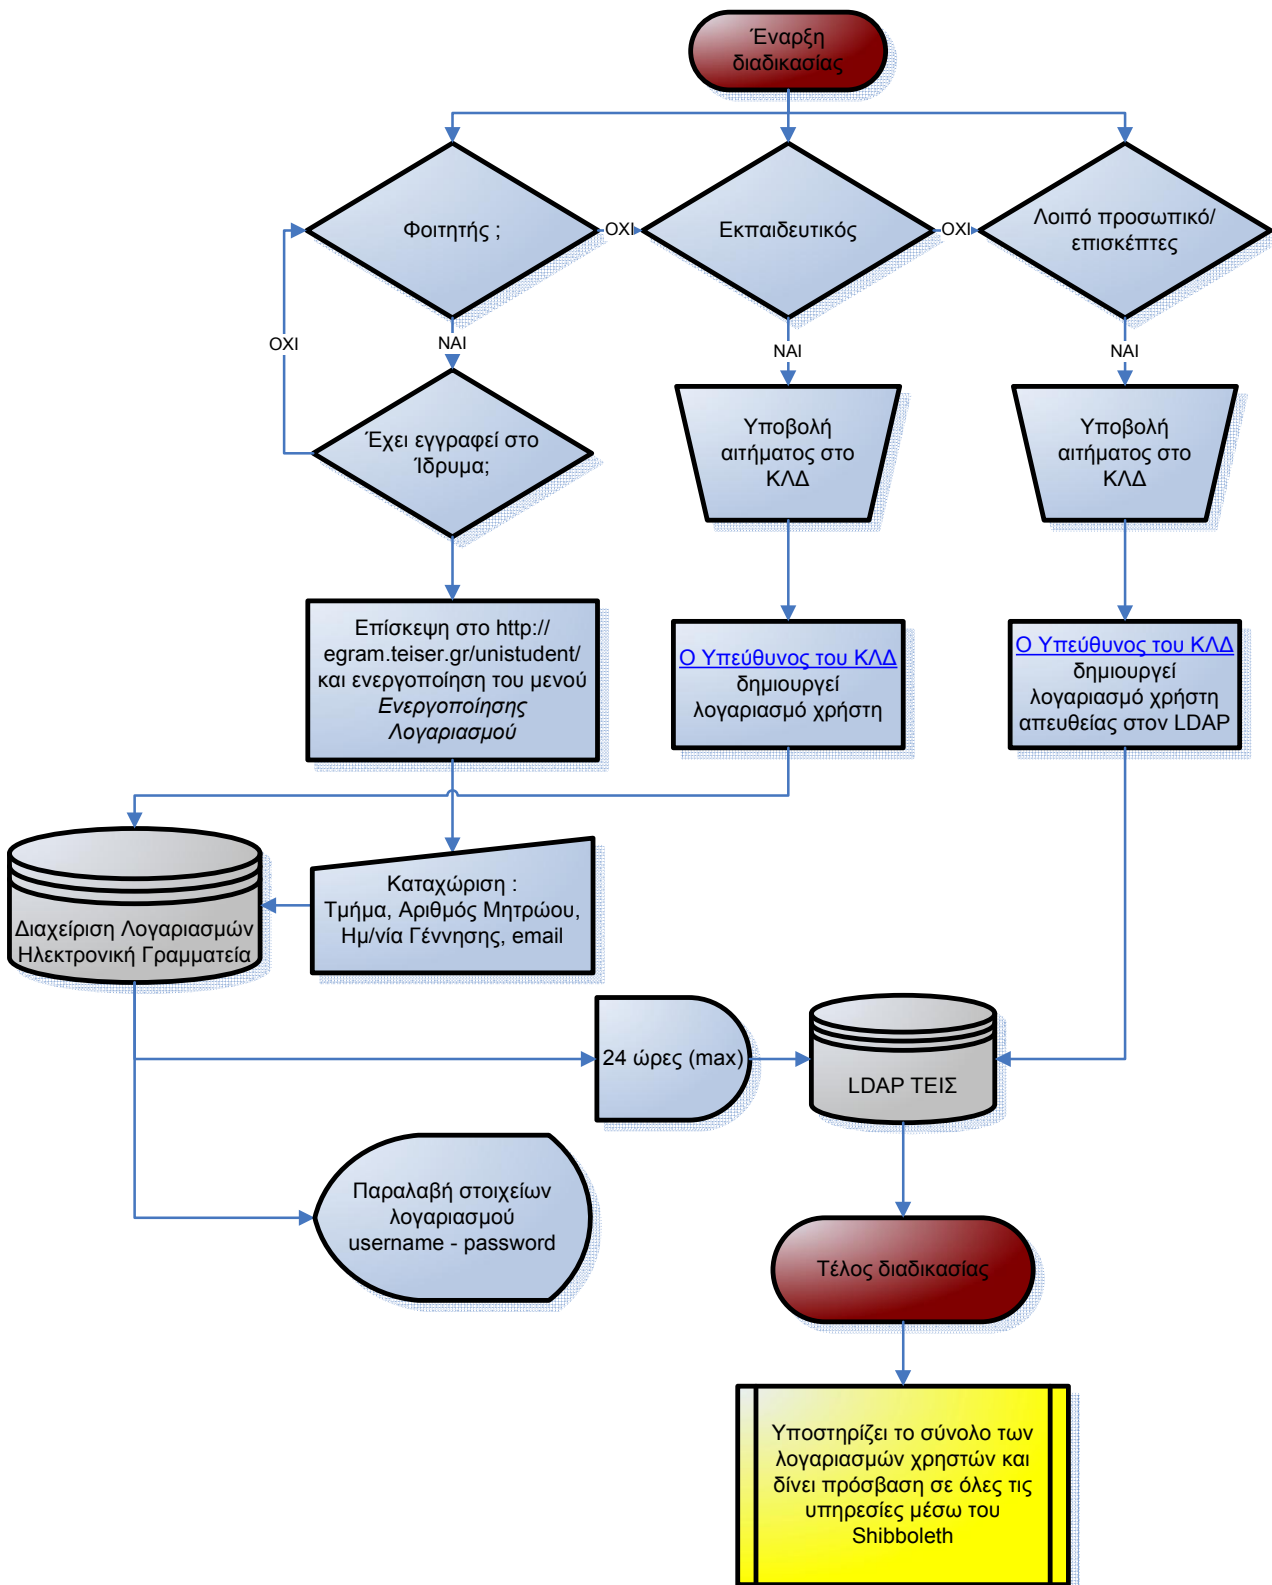 Έναρξη
διαδικασίας
Φοιτητής ;
ΟΧΙ
Εκπαιδευτικός
ΟΧΙ
Λοιπό προσωπικό/
επισκέπτες
ΟΧΙ
ΝΑΙ
ΝΑΙ
ΝΑΙ
Έχει εγγραφεί στο
Ίδρυμα;
Υποβολή
αιτήματος στο
ΚΛΔ
Υποβολή
αιτήματος στο
ΚΛΔ
Επίσκεψη στο http://
egram.teiser.gr/unistudent/
και ενεργοποίηση του μενού
Ενεργοποίησης
Λογαριασμού
Ο Υπεύθυνος του ΚΛΔ
δημιουργεί
λογαριασμό χρήστη
Ο Υπεύθυνος του ΚΛΔ
δημιουργεί
λογαριασμό χρήστη
απευθείας στον LDAP
Διαχείριση Λογαριασμών
Ηλεκτρονική Γραμματεία
Καταχώριση :
Τμήμα, Αριθμός Μητρώου,
Ημ/νία Γέννησης, email
24 ώρες (max)
LDAP ΤΕΙΣ
Παραλαβή στοιχείων
λογαριασμού
username - password
Τέλος διαδικασίας
Υποστηρίζει το σύνολο των
λογαριασμών χρηστών και
δίνει πρόσβαση σε όλες τις
υπηρεσίες μέσω του
Shibboleth